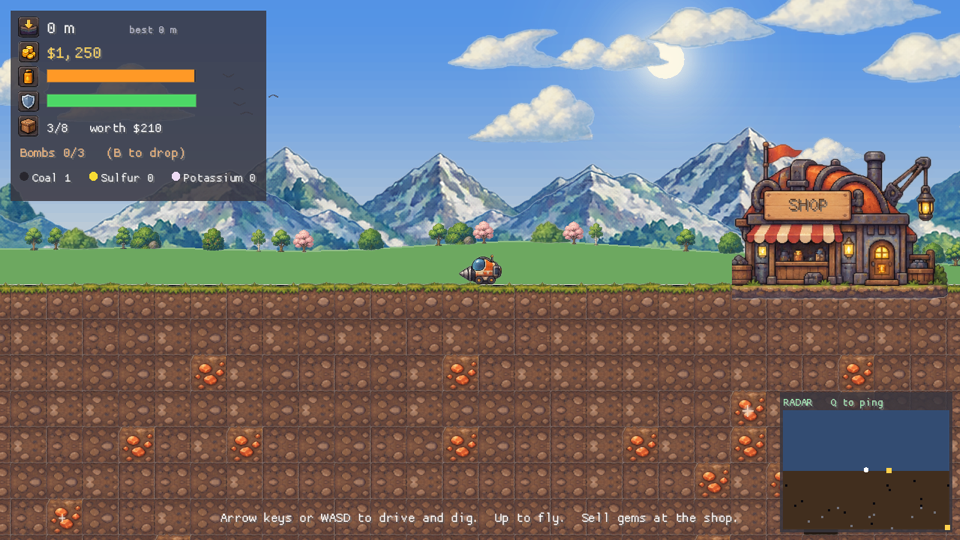 0 m best 0 m
$1,250
3/8 worth $210
Bombs 0/3 (B to drop)
Coal 1 Sulfur 0 Potassium 0
SHOP
RADAR Q to ping
Arrow keys or WASD to drive and dig. Up to fly. Sell gems at the shop.